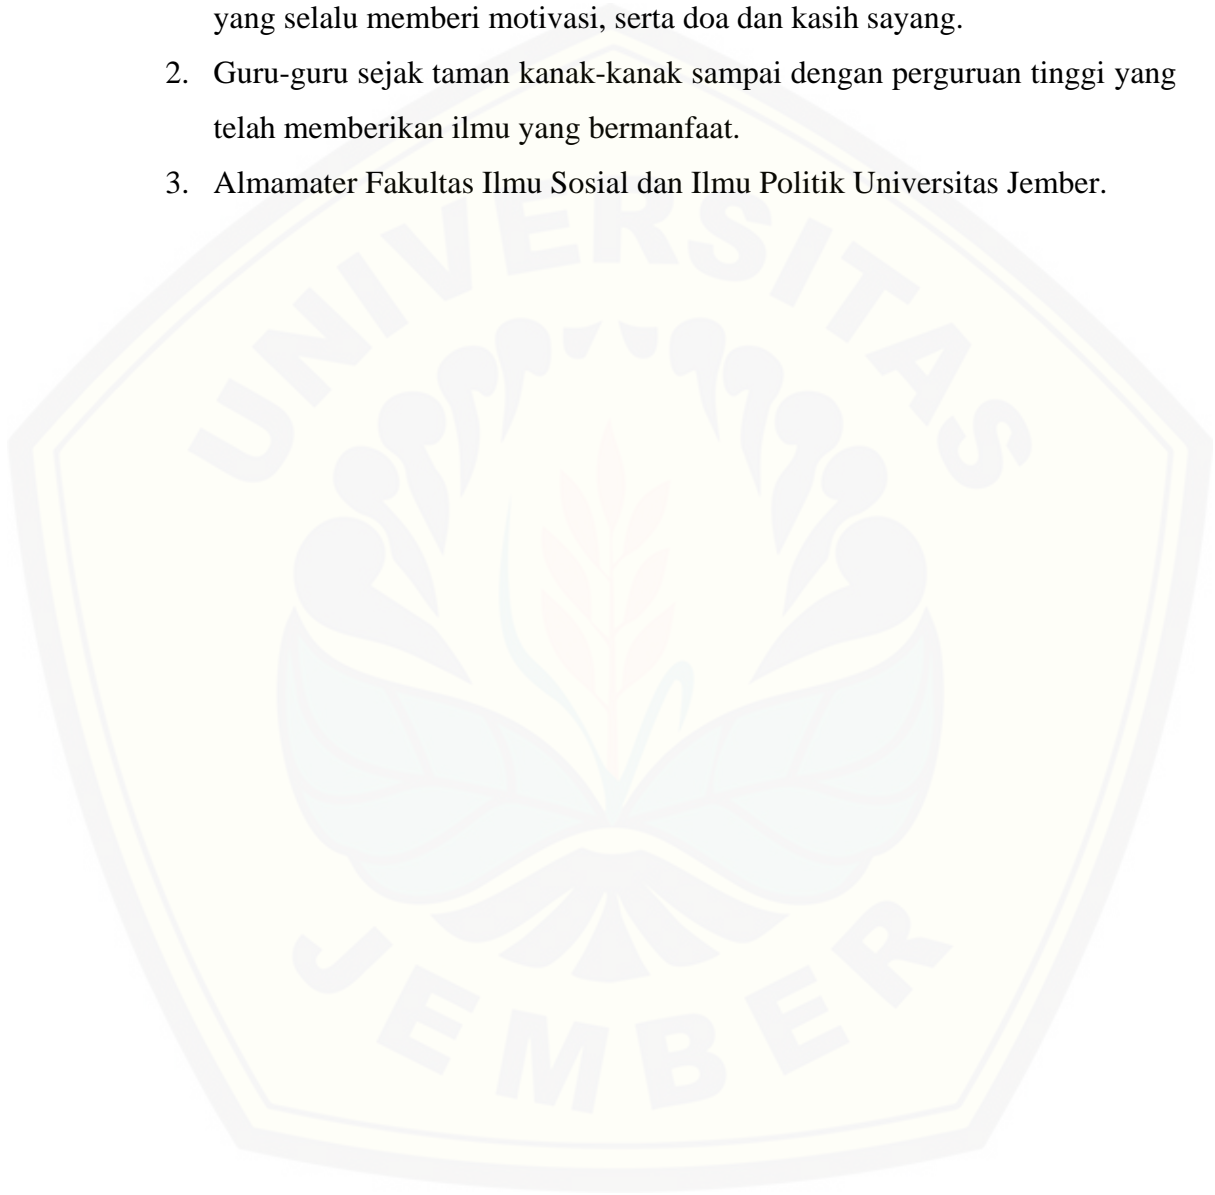 yang selalu memberi motivasi, serta doa dan kasih sayang.
2. Guru-guru sejak taman kanak-kanak sampai dengan perguruan tinggi yang
telah memberikan ilmu yang bermanfaat.
3. Almamater Fakultas Ilmu Sosial dan Ilmu Politik Universitas Jember.
UNIVERSITAS
JEMBER